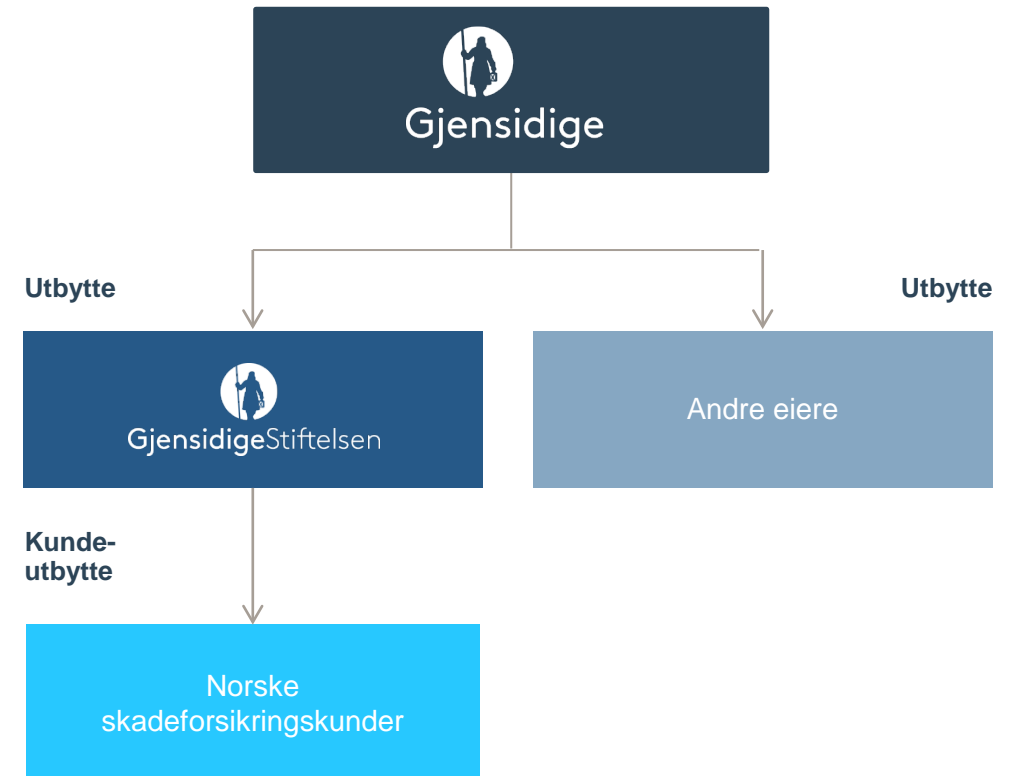 Gjensidige
Utbytte
Utbytte
GjensidigeStiftelsen
Andre eiere
Kunde-
utbytte
Norske
skadeforsikringskunder